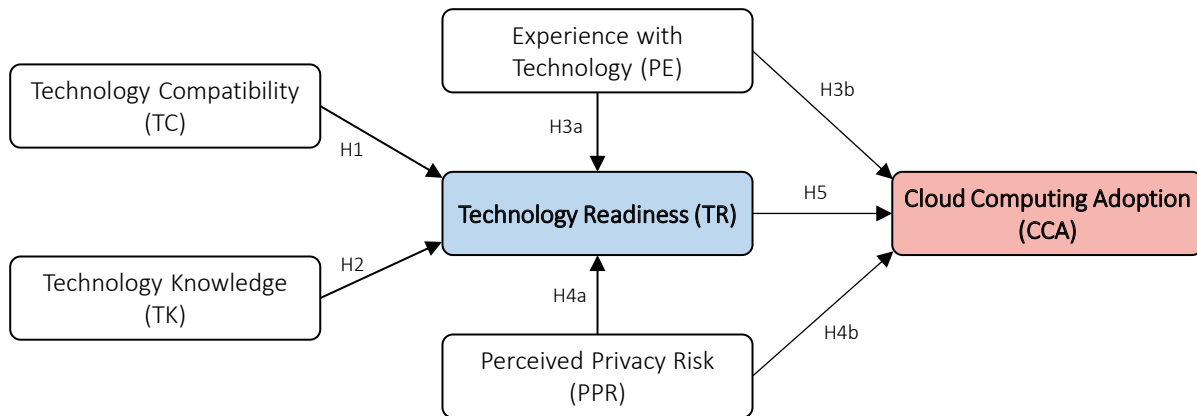 Experience with
Technology (PE)
Technology Compatibility
(TC)
H3b
H3a
H1
Technology Readiness (TR)
H5
Cloud Computing Adoption
(CCA)
H2
Technology Knowledge
(TK)
H4a
H4b
Perceived Privacy Risk
(PPR)